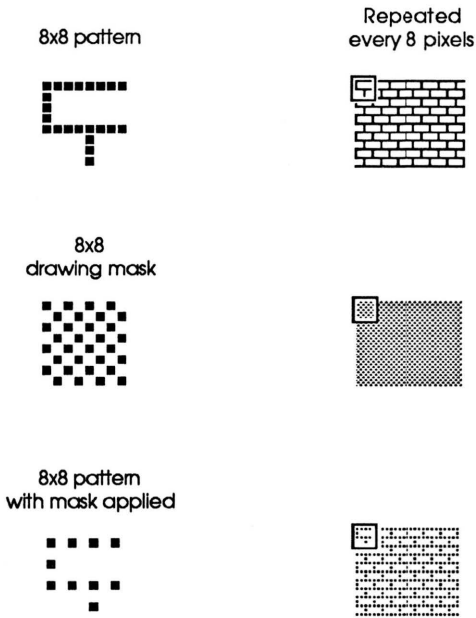 8x8 pattern
Repeated
every 8 pixels
8x8
drawing mask
8x8 pattern
with mask applied